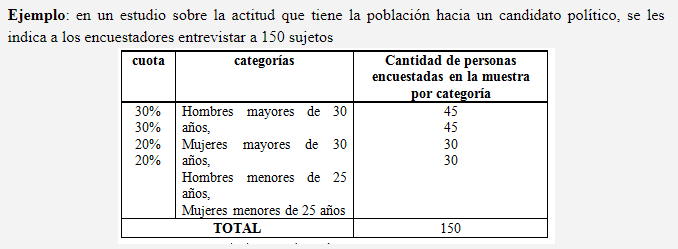 Ejemplo: en un estudio sobre la actitud que tiene la población hacia un candidato político, se les
indica a los encuestadores entrevistar a 150 sujetos
cuota categorías Cantidad de personas
encuestadas en la muestra
por categoría
30% Hombres mayores de 30 45
30% años, 45
20% Mujeres mayores de 30 30
20% años, 30
Hombres menores de 25
años,
Mujeres menores de 25 años
TOTAL 150